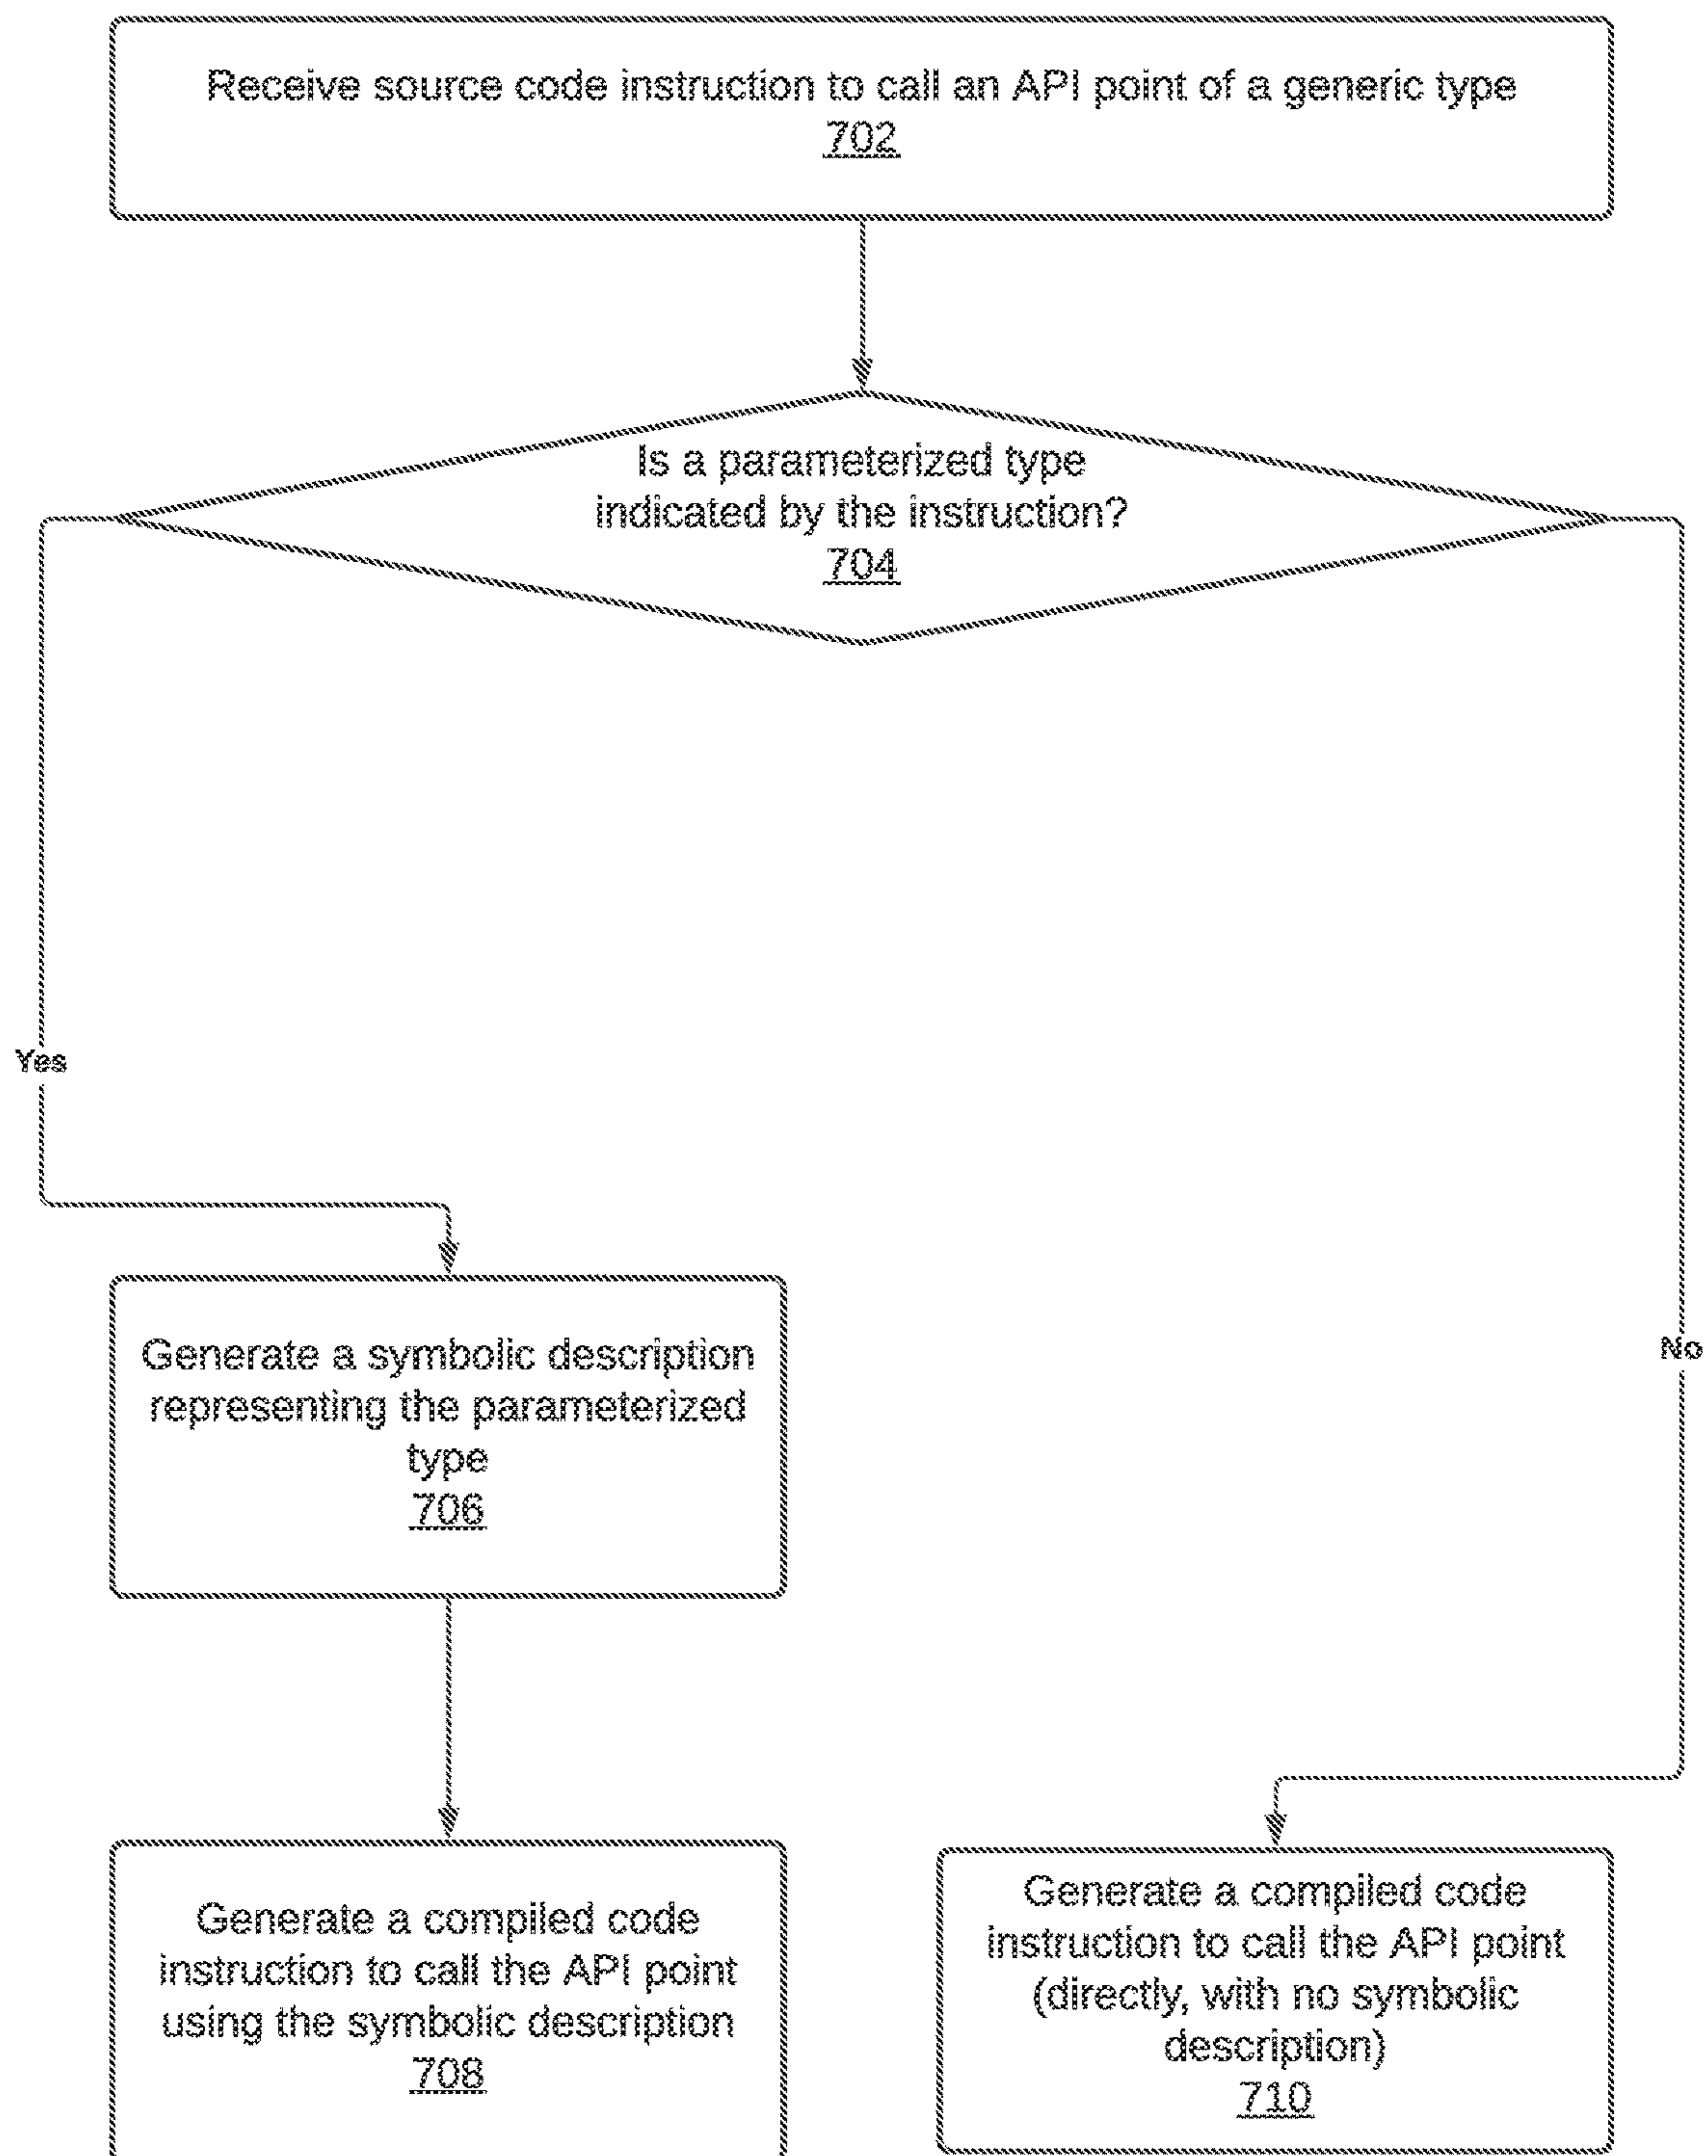 Receive source code instruction to call an API point of a generic type
702
Is a parameterized type
indicated by the instruction?
704
Yes
Generate a symbolic description
representing the parameterized
type
706
No
Generate a compiled code
instruction to call the API point
using the symbolic description
708
Generate a compiled code
instruction to call the API point
(directly, with no symbolic
description)
710